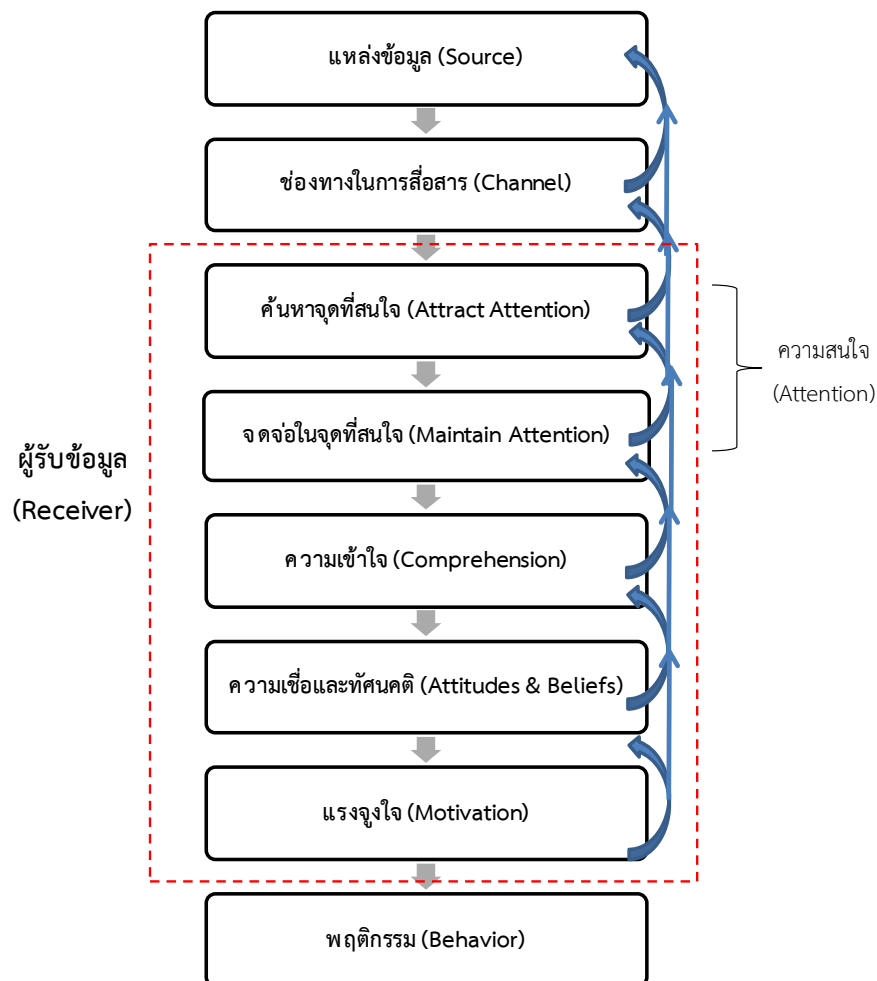 แหล่งข้อมูล (Source)
ช่องทางในการสื่อสาร (Channel)
ค้นหาจุดที่สนใจ (Attract Attention)
ความสนใจ
(Attention)
จดจ่อในจุดที่สนใจ (Maintain Attention)
ผู้รับข้อมูล
(Receiver)
ความเข้าใจ (Comprehension)
ความเชื่อและทัศนคติ (Attitudes & Beliefs)
แรงจูงใจ (Motivation)
พฤติกรรม (Behavior)